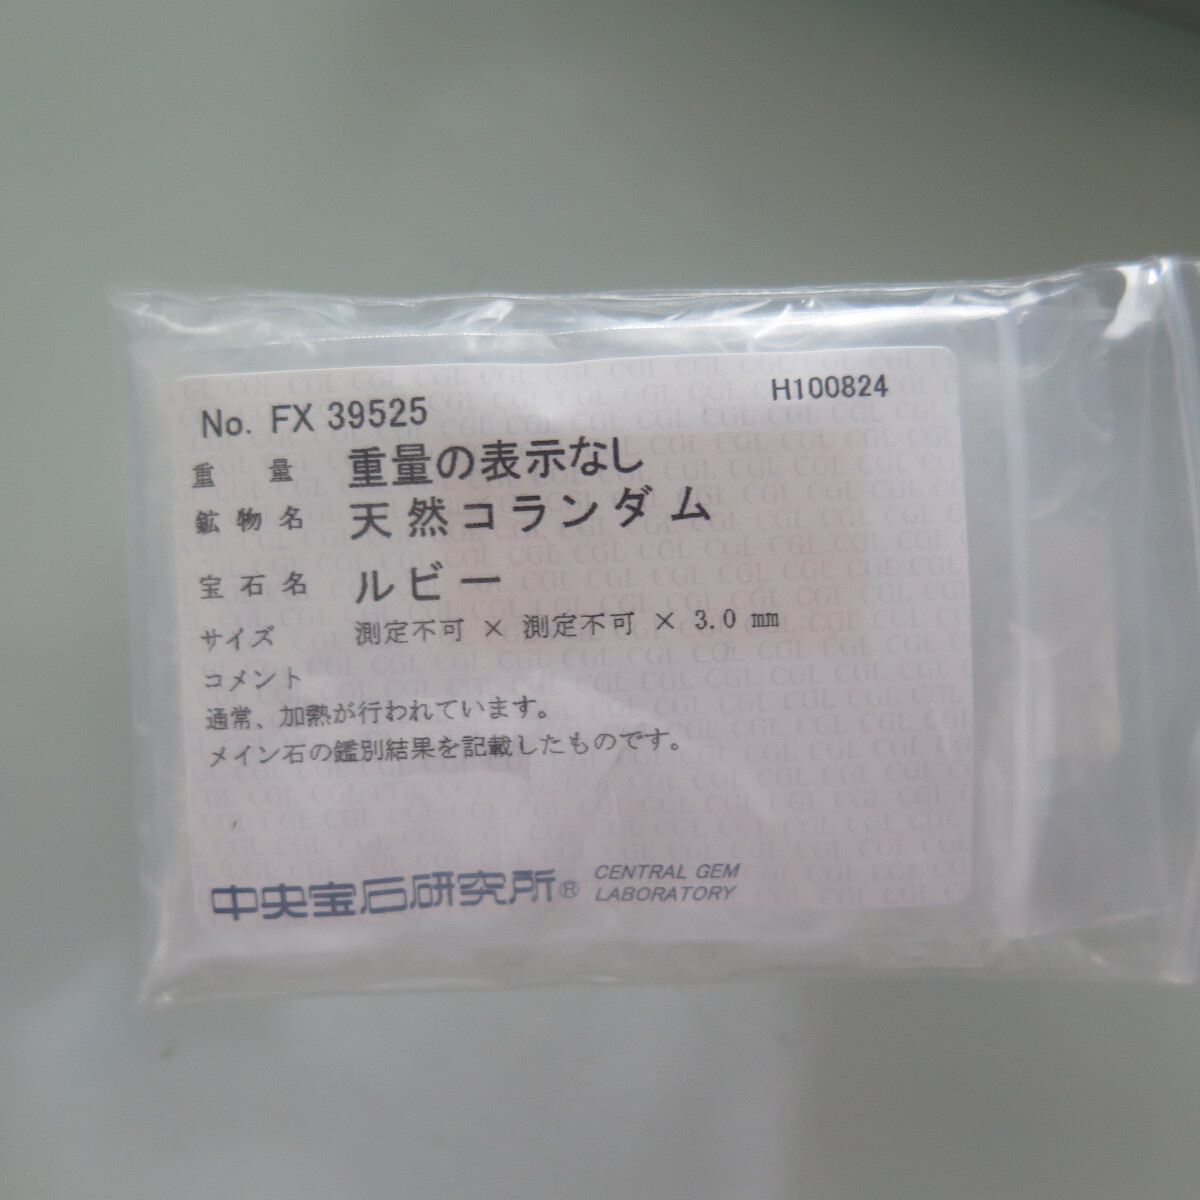 No. FX 39525
H100824
重量 重量の表示なし
鉱物名 天然コランダム
宝石名 ルビー
サイズ 測定不可 × 測定不可 × 3.0 mm
コメント
通常、加熱が行われています。
メイン石の鑑別結果を記載したものです。
中央宝石研究所® CENTRAL GEM
LABORATORY